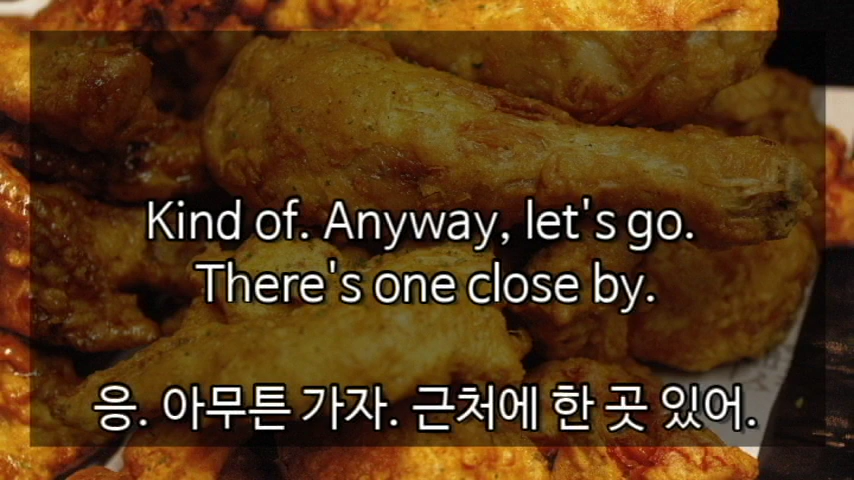 Kind of. Anyway, let's go.
There's one close by.
응. 아무튼 가자. 근처에 한 곳 있어.